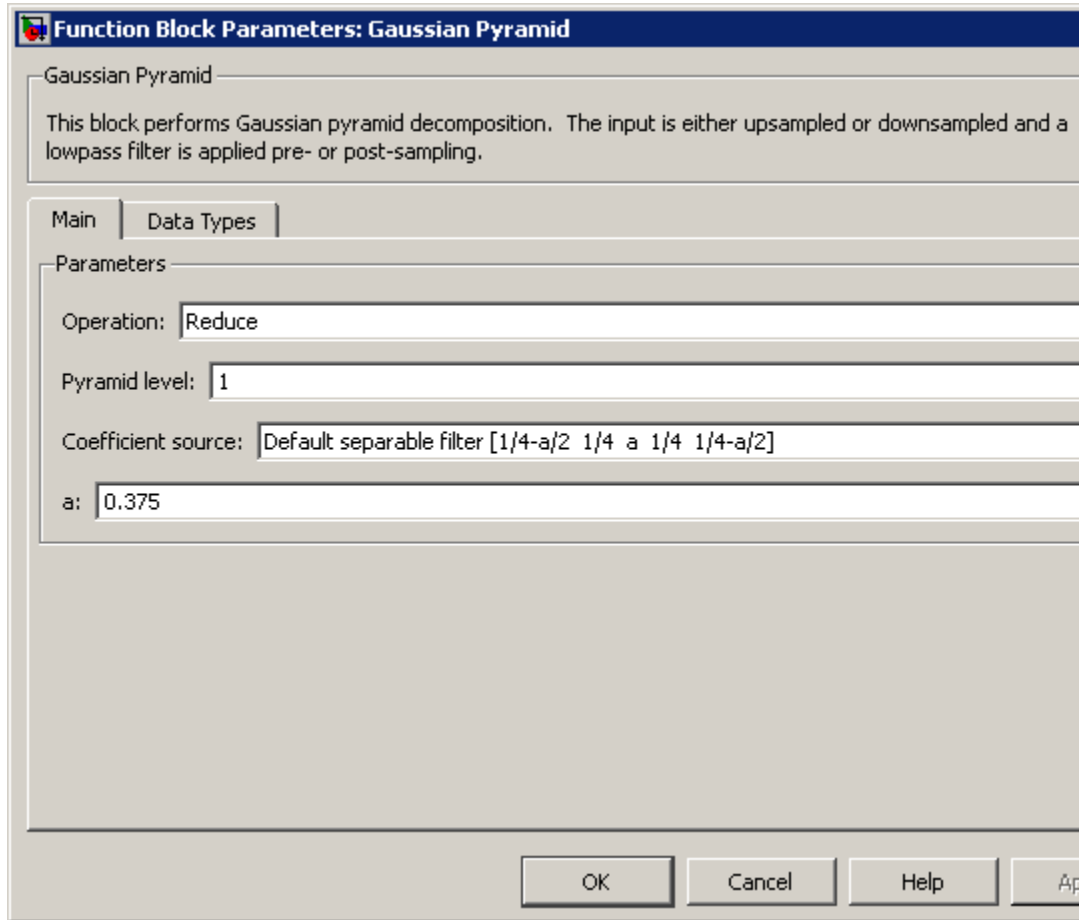 Function Block Parameters: Gaussian Pyramid
Gaussian Pyramid
This block performs Gaussian pyramid decomposition.  The input is either upsampled or downsampled and a
lowpass filter is applied pre- or post-sampling.
Main
Data Types
Parameters
Operation: Reduce
Pyramid level: 1
Coefficient source: Default separable filter [1/4-a/2  1/4  a  1/4  1/4-a/2]
a: 0.375
OK
Cancel
Help